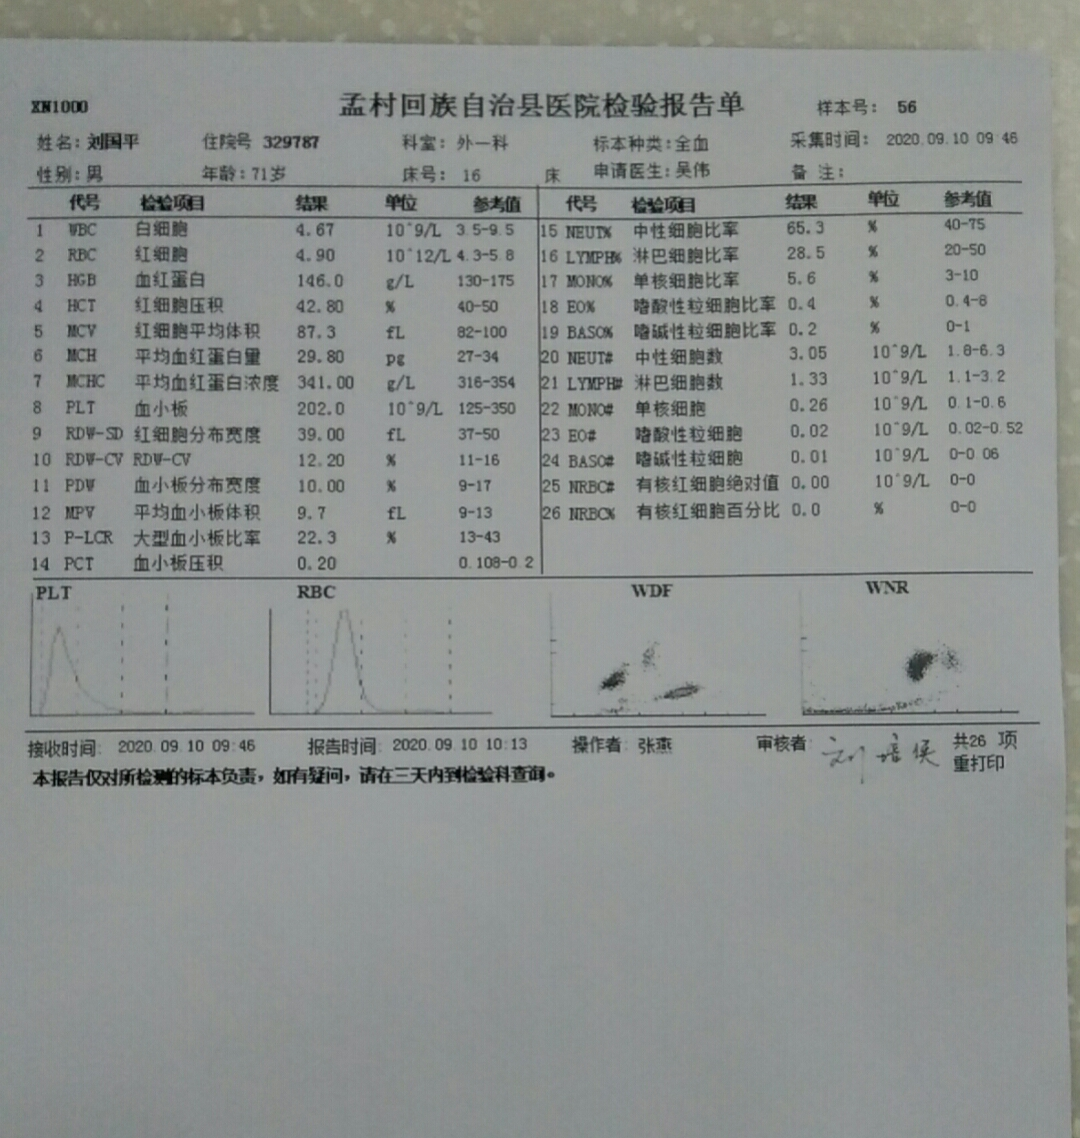 XN1000 孟村回族自治县医院检验报告单 样本号: 56
姓名:刘国平 住院号 329787 科室: 外一科 标本种类:全血 采集时间: 2020.09.10 09:46
性别:男 年龄:71岁 床号: 16 床 申请医生:吴伟 备 注:
代号 检验项目 结果 单位 参考值 代号 检验项目 结果 单位 参考值
1 WBC 白细胞 4.67 10^9/L 3.5-9.5 15 NEUT% 中性细胞比率 65.3 % 40-75
2 RBC 红细胞 4.90 10^12/L 4.3-5.8 16 LYMPH% 淋巴细胞比率 28.5 % 20-50
3 HGB 血红蛋白 146.0 g/L 130-175 17 MONO% 单核细胞比率 5.6 % 3-10
4 HCT 红细胞压积 42.80 % 40-50 18 EO% 嗜酸性粒细胞比率 0.4 % 0.4-8
5 MCV 红细胞平均体积 87.3 fL 82-100 19 BASO% 嗜碱性粒细胞比率 0.2 % 0-1
6 MCH 平均血红蛋白量 29.80 pg 27-34 20 NEUT# 中性细胞数 3.05 10^9/L 1.8-6.3
7 MCHC 平均血红蛋白浓度 341.00 g/L 316-354 21 LYMPH# 淋巴细胞数 1.33 10^9/L 1.1-3.2
8 PLT 血小板 202.0 10^9/L 125-350 22 MONO# 单核细胞 0.26 10^9/L 0.1-0.6
9 RDW-SD 红细胞分布宽度 39.00 fL 37-50 23 EO# 嗜酸性粒细胞 0.02 10^9/L 0.02-0.52
10 RDW-CV RDW-CV 12.20 % 11-16 24 BASO# 嗜碱性粒细胞 0.01 10^9/L 0-0.06
11 PDW 血小板分布宽度 10.00 % 9-17 25 NRBC# 有核红细胞绝对值 0.00 10^9/L 0-0
12 MPV 平均血小板体积 9.7 fL 9-13 26 NRBC% 有核红细胞百分比 0.0 % 0-0
13 P-LCR 大型血小板比率 22.3 % 13-43
14 PCT 血小板压积 0.20 0.108-0.2
PLT RBC WDF WNR
接收时间: 2020.09.10 09:46 报告时间: 2020.09.10 10:13 操作者: 张燕 审核者: 共26 项
本报告仅对所检测的标本负责，如有疑问，请在三天内到检验科查询。 重打印